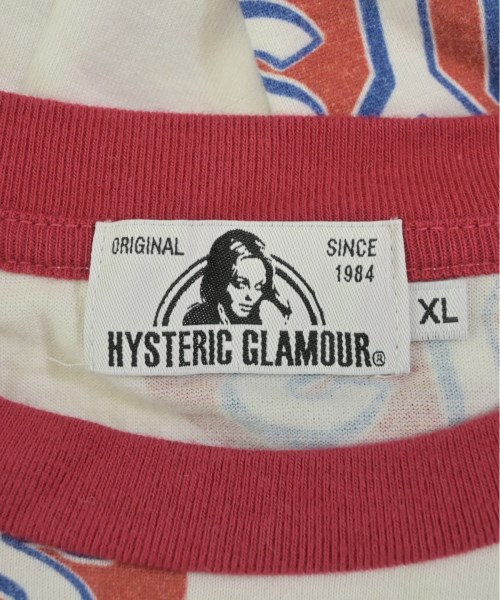 ORIGINAL
SINCE
1984
HYSTERIC GLAMOUR®
XL